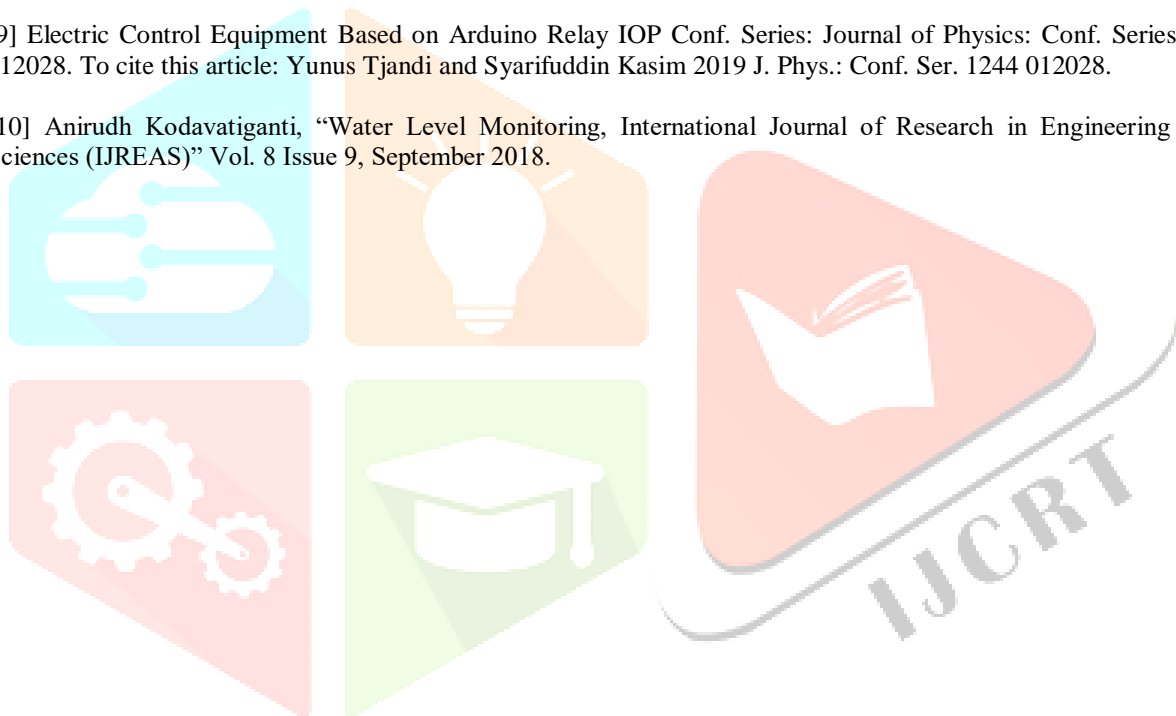 9] Electric Control Equipment Based on Arduino Relay IOP Conf. Series: Journal of Physics: Conf. Series
12028. To cite this article: Yunus Tjandi and Syarifuddin Kasim 2019 J. Phys.: Conf. Ser. 1244 012028.
10] Anirudh Kodavatiganti, “Water Level Monitoring, International Journal of Research in Engineering
ciences (IJREAS)” Vol. 8 Issue 9, September 2018.
IJCRT